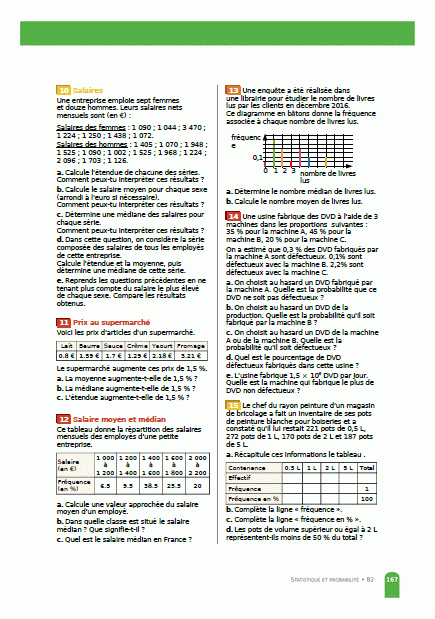 10 Salaires
Une entreprise emploie sept femmes
et douze hommes. Leurs salaires nets
mensuels sont (en €) :
Salaires des femmes : 1 090 ; 1 044 ; 3 470 ;
1 224 ; 1 250 ; 1 438 ; 1 072.
Salaires des hommes : 1 405 ; 1 070 ; 1 948 ;
1 525 ; 1 090 ; 1 002 ; 1 525 ; 1 968 ; 1 224 ;
2 096 ; 1 703 ; 1 126.
a. Calcule l'étendue de chacune des séries.
Comment peux-tu interpréter ces résultats ?
b. Calcule le salaire moyen pour chaque sexe
(arrondi à l'euro si nécessaire).
Comment peux-tu interpréter ces résultats ?
c. Détermine une médiane des salaires pour
chaque série.
d. Dans cette question, on considère la série
composée des salaires de tous les employés
de cette entreprise.
Calcule l'étendue et la moyenne, puis
détermine une médiane de cette série.
e. Reprends les questions précédentes en ne
tenant plus compte du salaire le plus élevé
de chaque sexe. Compare les résultats
obtenus.
11 Prix au supermarché
Voici les prix d'articles d'un supermarché.
Lait Beurre Sauce Crème Yaourt Fromage
0.8 € 1.59 € 1.7 € 1.25 € 2.18 € 3.21 €
Le supermarché augmente ces prix de 1,5 %.
a. La moyenne augmente-t-elle de 1,5 % ?
b. La médiane augmente-t-elle de 1,5 % ?
c. L'étendue augmente-t-elle de 1,5 % ?
12 Salaire moyen et médian
Ce tableau donne la répartition des salaires
mensuels des employés d'une petite
entreprise.
Salaire (en €) 1 000 à 1 200 1 200 à 1 400 1 400 à 1 600 1 600 à 1 800 2 000 à 2 200
Fréquence (en %) 6.5 9.5 38.5 25.5 20
a. Calcule une valeur approchée du salaire
moyen d'un employé.
b. Dans quelle classe est situé le salaire
médian ? Que signifie-t-il ?
c. Quel est le salaire médian en France ?
13 Une enquête a été réalisée dans
une librairie pour étudier le nombre de livres
lus par les clients en décembre 2016.
Ce diagramme en bâtons donne la fréquence
associée à chaque nombre de livres lus.
fréquenc
e
0,1
0 1 2 3
nombre de livres
lus
a. Détermine le nombre médian de livres lus.
b. Calcule le nombre moyen de livres lus.
14 Une usine fabrique des DVD à l'aide de 3
machines dans les proportions suivantes :
35 % pour la machine A, 45 % pour la
machine B, 20 % pour la machine C.
On a estimé que 0,3 % des DVD fabriqués par
la machine A sont défectueux, 0,1% sont
défectueux avec la machine B, 2,2% sont
défectueux avec la machine C.
a. On choisit au hasard un DVD fabriqué par
la machine A. Quelle est la probabilité que ce
DVD ne soit pas défectueux ?
b. On choisit au hasard un DVD de la
production. Quelle est la probabilité qu'il soit
fabriqué par la machine B ?
c. On choisit au hasard un DVD de la machine
A ou de la machine B. Quelle est la
probabilité qu'il soit défectueux ?
d. Quel est le pourcentage de DVD
défectueux fabriqués dans cette usine ?
e. L'usine fabrique 1,5 × 10⁴ DVD par jour.
Quelle est la machine qui fabrique le plus de
DVD non défectueux ?
15 Le chef du rayon peinture d'un magasin
de bricolage a fait un inventaire de ses pots
de peinture blanche pour boiseries et a
constaté qu'il lui restait 221 pots de 0,5 L,
272 pots de 1 L, 170 pots de 2 L et 187 pots
de 5 L.
a. Récapitule ces informations le tableau .
Contenance 0.5 L 1 L 2 L 5 L Total
Effectif
Fréquence 1
Fréquence en % 100
b. Complète la ligne « fréquence ».
c. Complète la ligne « fréquence en % ».
d. Les pots de volume supérieur ou égal à 2 L
représentent-ils moins de 50 % du total ?
STATISTIQUE ET PROBABILITÉ • B2 167